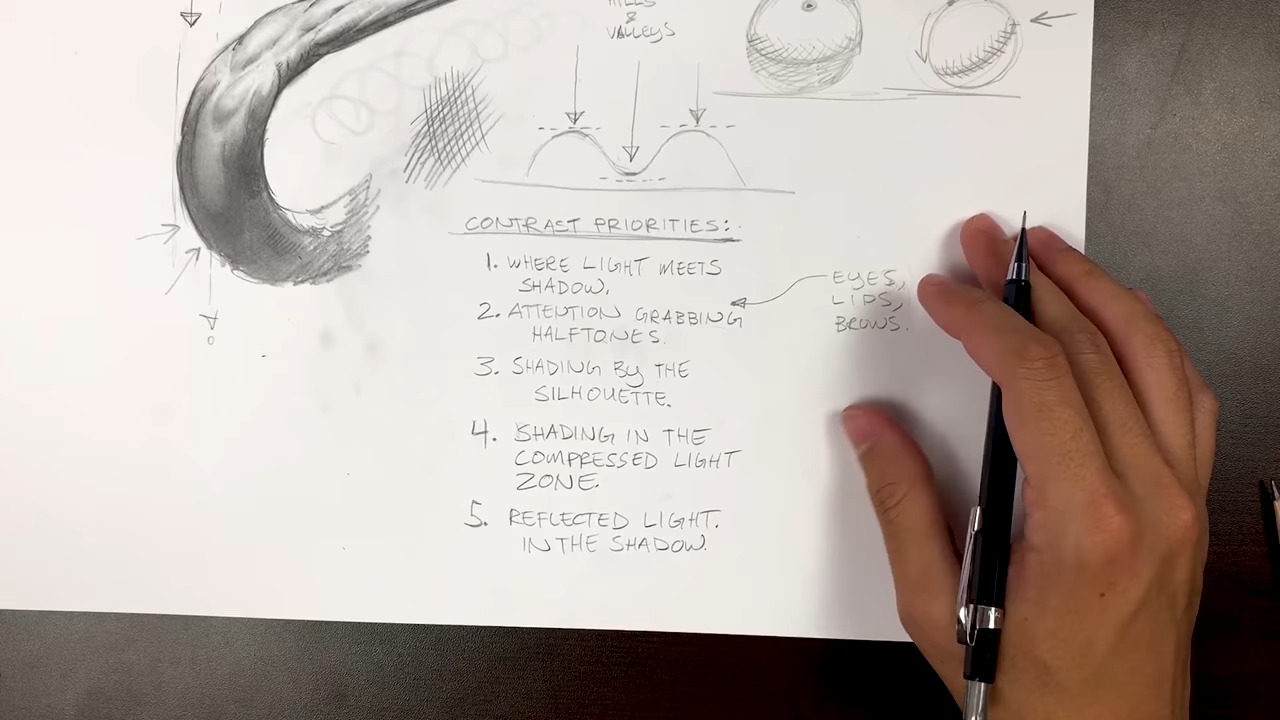 HILLS
&
VALLEYS
CONTRAST PRIORITIES:
1. WHERE LIGHT MEETS
SHADOW.
2. ATTENTION GRABBING
HALFTONES.
3. SHADING BY THE
SILHOUETTE.
4. SHADING IN THE
COMPRESSED LIGHT
ZONE.
5. REFLECTED LIGHT.
IN THE SHADOW.
EYES,
LIPS,
BROWS.